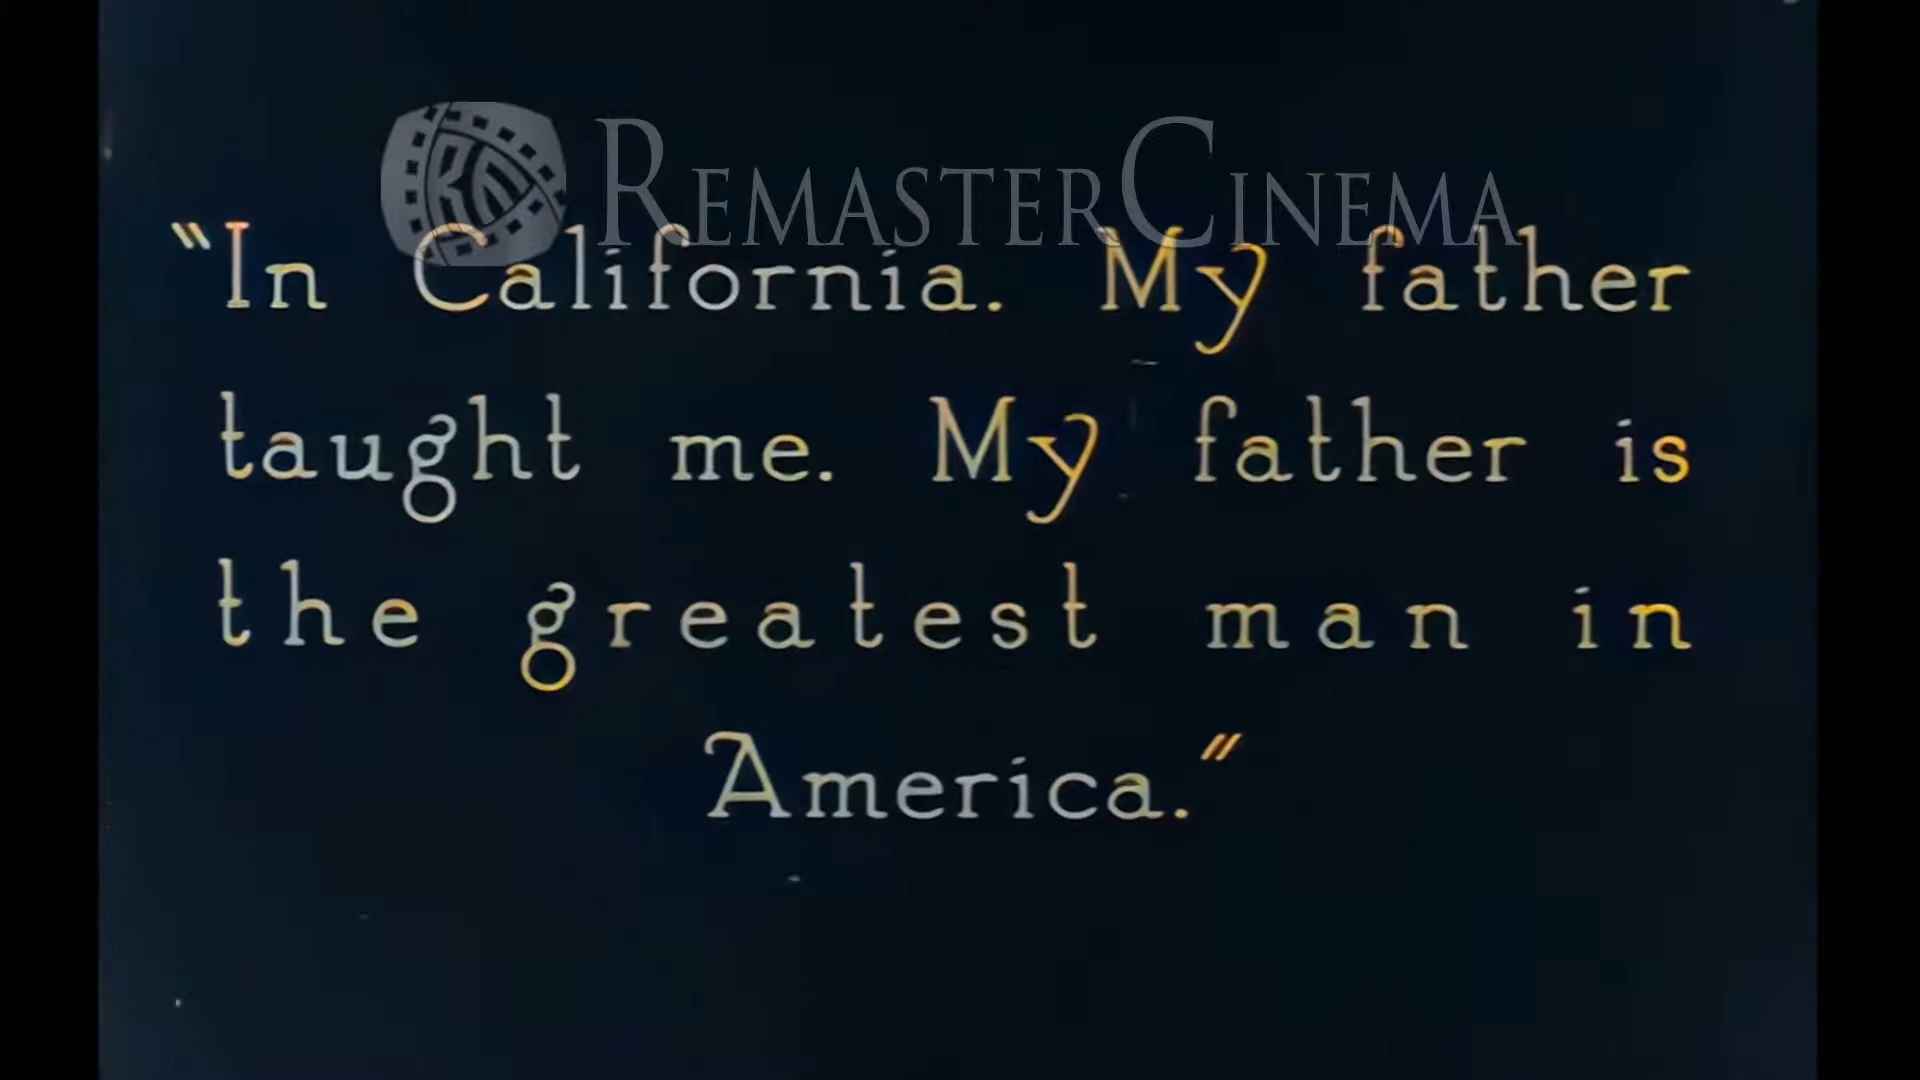 REMASTERCINEMA
"In California. My father
taught me. My father is
the greatest man in
America."